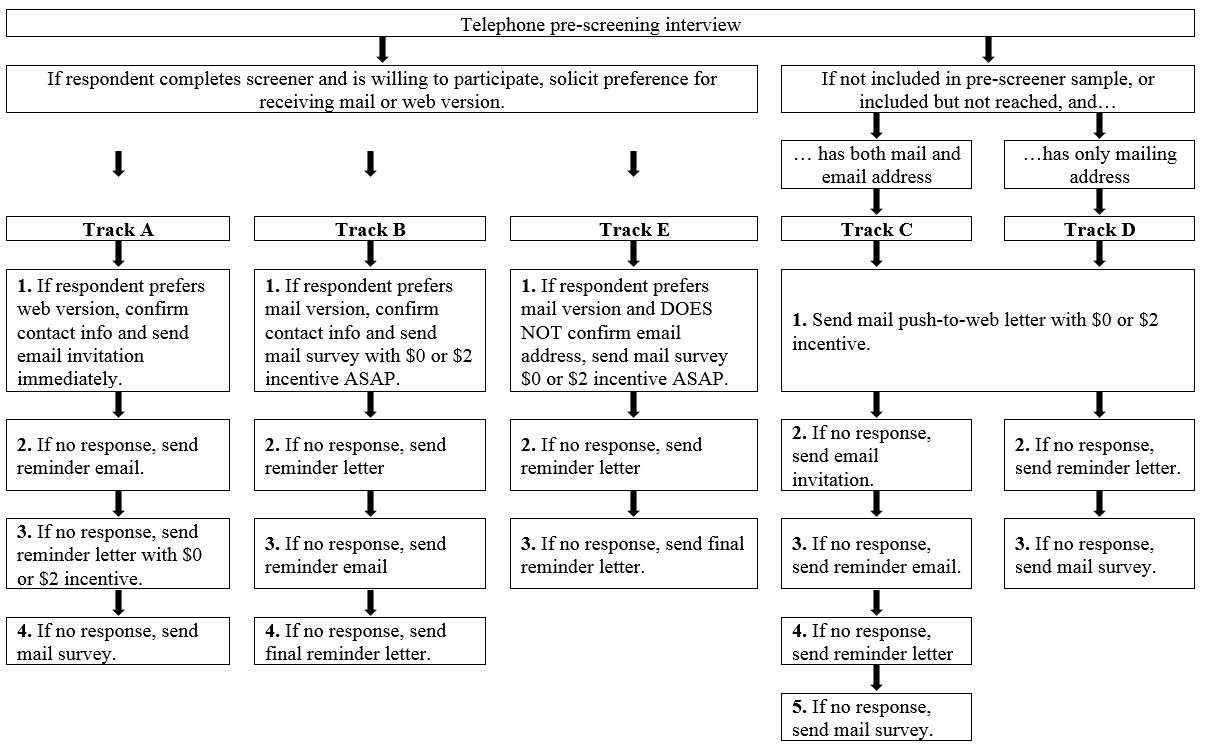 Telephone pre-screening interview
If respondent completes screener and is willing to participate, solicit preference for
receiving mail or web version.
If not included in pre-screener sample, or
included but not reached, and…
… has both mail and
email address
…has only mailing
address
Track A
1. If respondent prefers
web version, confirm
contact info and send
email invitation
immediately.
2. If no response, send
reminder email.
3. If no response, send
reminder letter with $0
or $2 incentive.
4. If no response, send
mail survey.
Track B
1. If respondent prefers
mail version, confirm
contact info and send
mail survey with $0 or $2
incentive ASAP.
2. If no response, send
reminder letter
3. If no response, send
reminder email
4. If no response, send
final reminder letter.
Track E
1. If respondent prefers
mail version and DOES
NOT confirm email
address, send mail survey
$0 or $2 incentive ASAP.
2. If no response, send
reminder letter
3. If no response, send final
reminder letter.
Track C
Track D
1. Send mail push-to-web letter with $0 or $2
incentive.
2. If no response,
send email
invitation.
3. If no response,
send reminder email.
4. If no response,
send reminder letter
5. If no response,
send mail survey.
2. If no response,
send reminder letter.
3. If no response,
send mail survey.